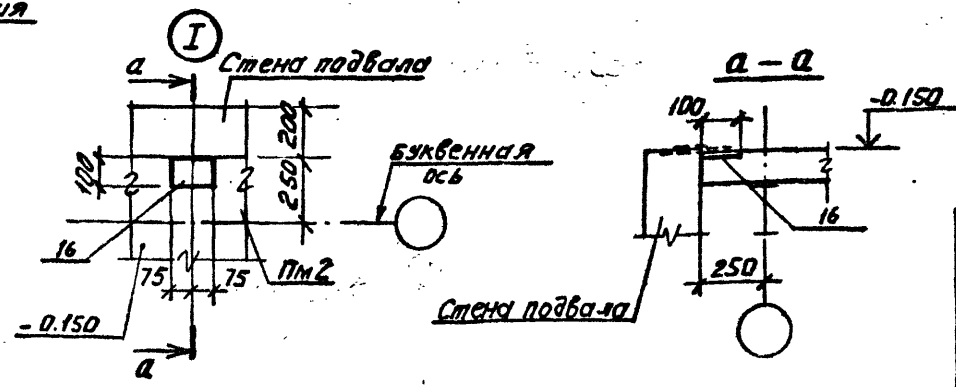 ия
I
а
Стена подвала
200
100
250
буквенная
ось
16
75
75
Пм2
-0.150
а
а - а
100
-0.150
16
250
Стена подвала